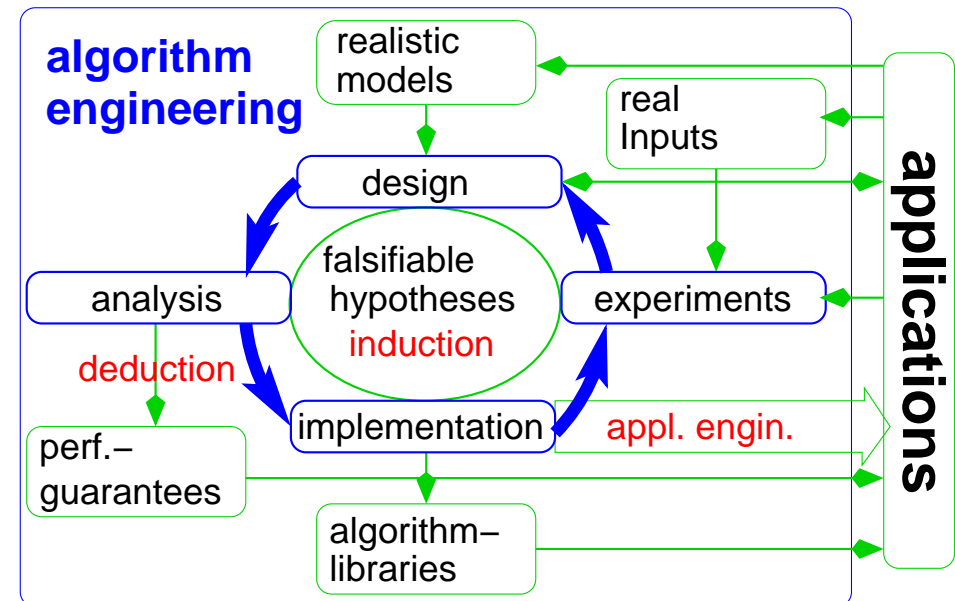 algorithm
engineering
realistic
models
real
Inputs
design
falsifiable
hypotheses
induction
analysis
experiments
deduction
implementation
appl. engin.
perf.–
guarantees
algorithm–
libraries
applications